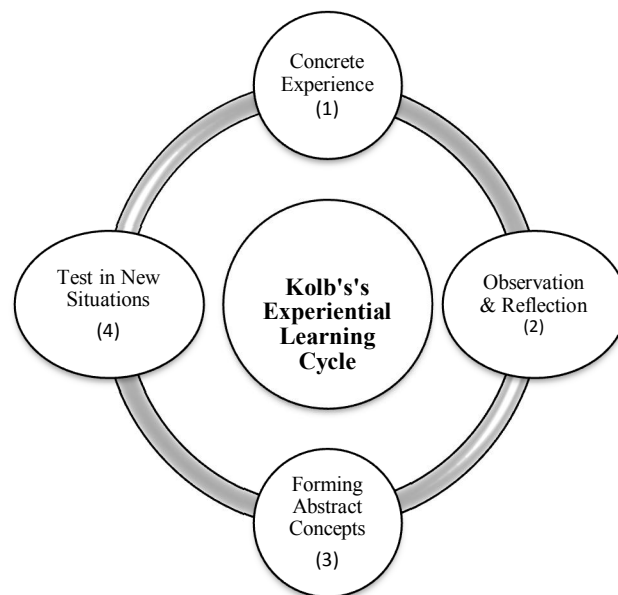 Concrete
Experience
(1)
Test in New
Situations
(4)
Kolb's's
Experiential
Learning
Cycle
Observation
& Reflection
(2)
Forming
Abstract
Concepts
(3)